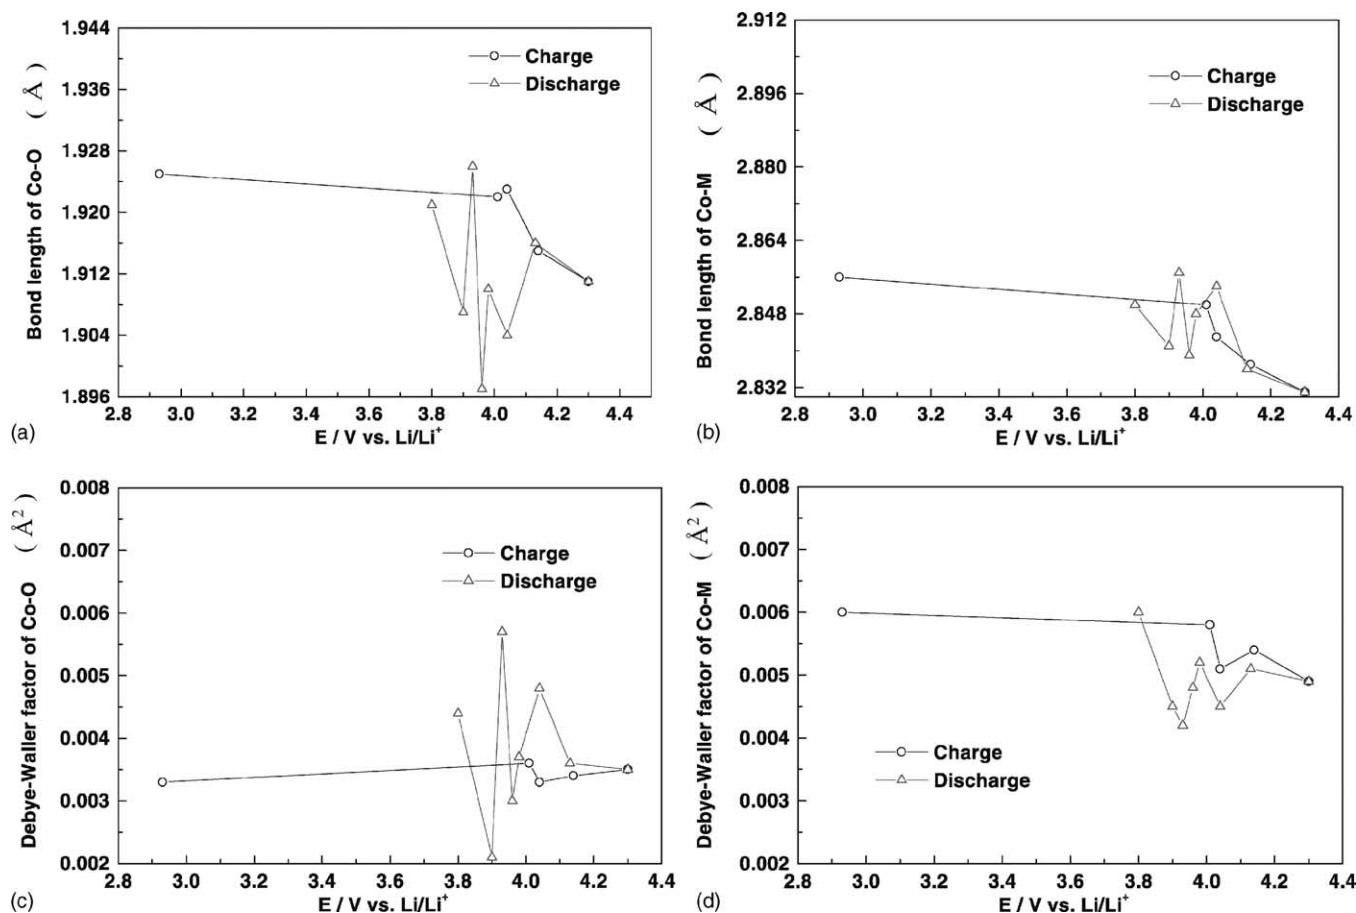 1.944
1.936
1.928
1.920
1.912
1.904
1.896
Bond length of Co-O (Å)
Charge
Discharge
2.8 3.0 3.2 3.4 3.6 3.8 4.0 4.2 4.4
(a)
E / V vs. Li/Li⁺
2.912
2.896
2.880
2.864
2.848
2.832
Bond length of Co-M (Å)
Charge
Discharge
2.8 3.0 3.2 3.4 3.6 3.8 4.0 4.2 4.4
(b)
E / V vs. Li/Li⁺
0.008
0.007
0.006
0.005
0.004
0.003
0.002
Debye-Waller factor of Co-O (Å²)
Charge
Discharge
2.8 3.0 3.2 3.4 3.6 3.8 4.0 4.2 4.4
(c)
E / V vs. Li/Li⁺
0.008
0.007
0.006
0.005
0.004
0.003
0.002
Debye-Waller factor of Co-M (Å²)
Charge
Discharge
2.8 3.0 3.2 3.4 3.6 3.8 4.0 4.2 4.4
(d)
E / V vs. Li/Li⁺